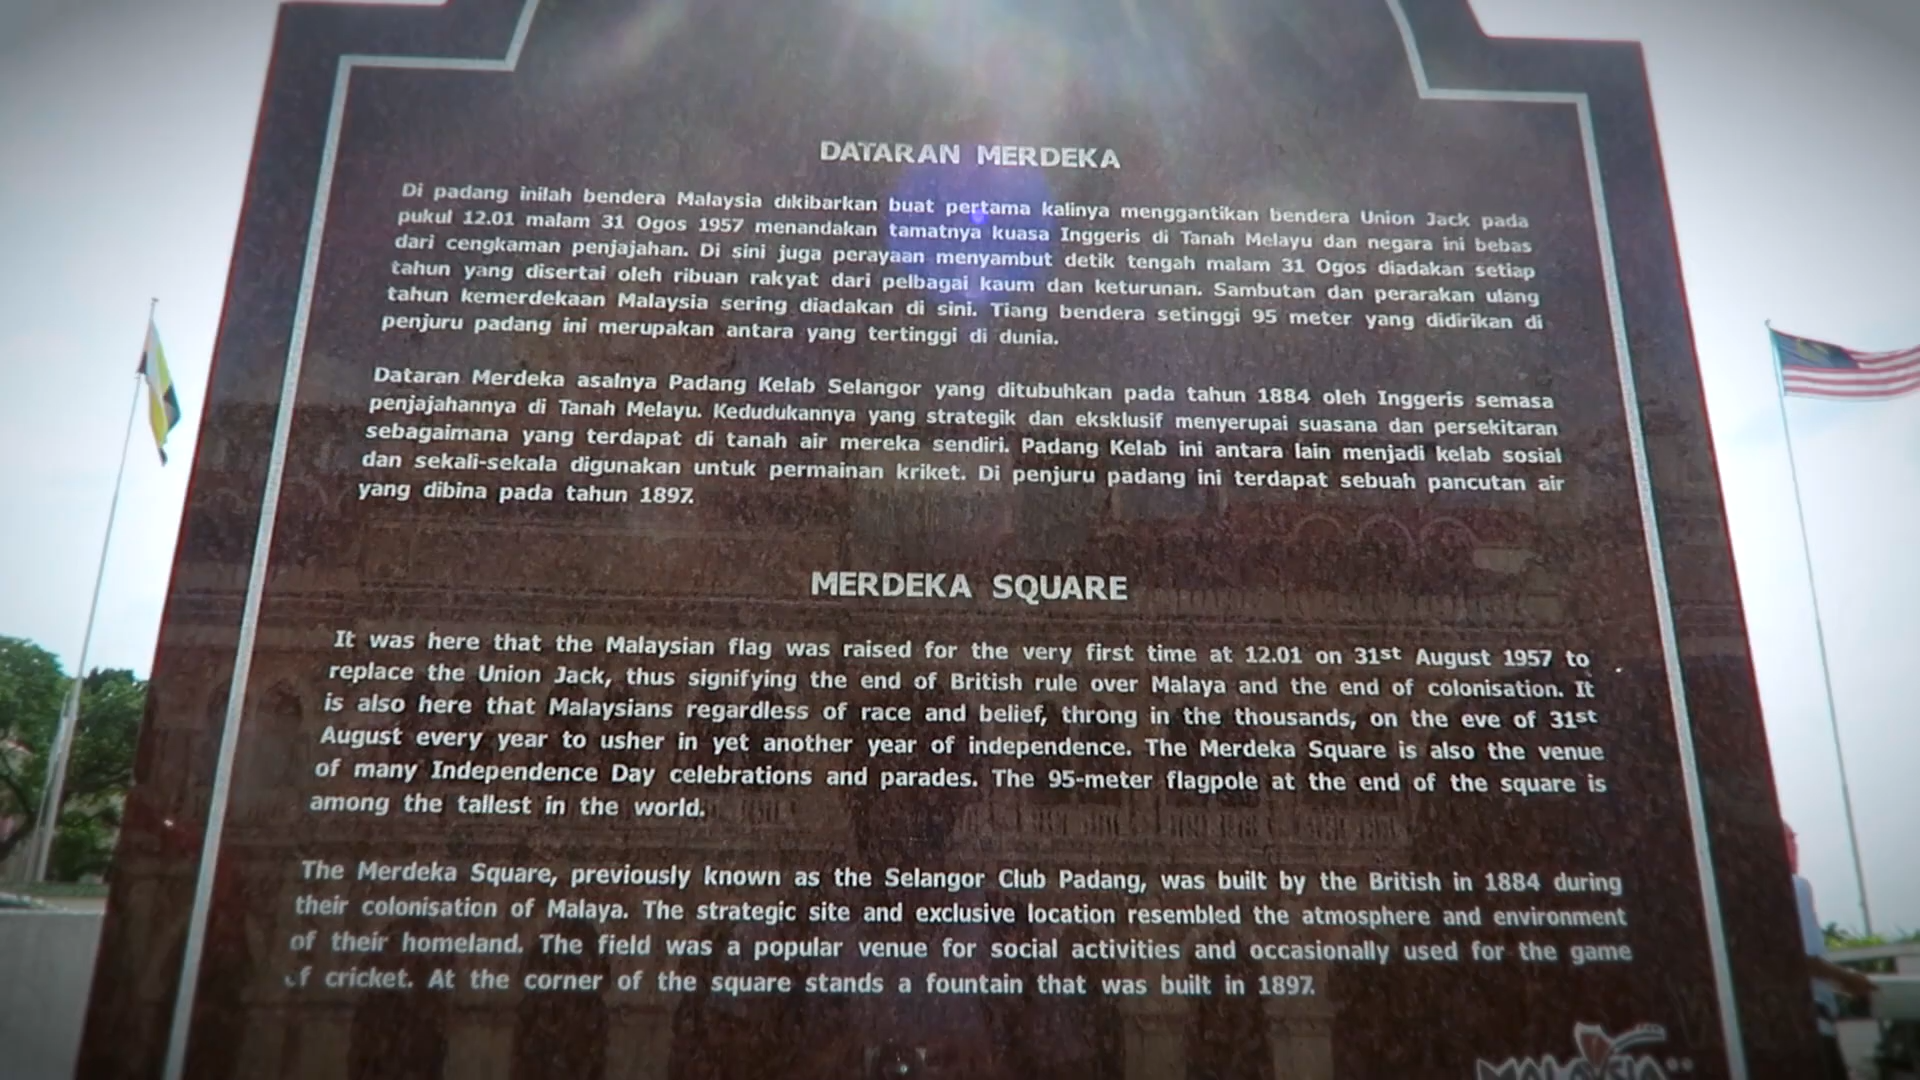 DATARAN MERDEKA
Di padang inilah bendera Malaysia dikibarkan buat pertama kalinya menggantikan bendera Union Jack pada
pukul 12.01 malam 31 Ogos 1957 menandakan tamatnya kuasa Inggeris di Tanah Melayu dan negara ini bebas
dari cengkaman penjajahan. Di sini juga perayaan menyambut detik tengah malam 31 Ogos diadakan setiap
tahun yang disertai oleh ribuan rakyat dari pelbagai kaum dan keturunan. Sambutan dan perarakan ulang
tahun kemerdekaan Malaysia sering diadakan di sini. Tiang bendera setinggi 95 meter yang didirikan di
penjuru padang ini merupakan antara yang tertinggi di dunia.
Dataran Merdeka asalnya Padang Kelab Selangor yang ditubuhkan pada tahun 1884 oleh Inggeris semasa
penjajahannya di Tanah Melayu. Kedudukannya yang strategik dan eksklusif menyerupai suasana dan persekitaran
sebagaimana yang terdapat di tanah air mereka sendiri. Padang Kelab ini antara lain menjadi kelab sosial
dan sekali-sekala digunakan untuk permainan kriket. Di penjuru padang ini terdapat sebuah pancutan air
yang dibina pada tahun 1897.
MERDEKA SQUARE
It was here that the Malaysian flag was raised for the very first time at 12.01 on 31st August 1957 to
replace the Union Jack, thus signifying the end of British rule over Malaya and the end of colonisation. It
is also here that Malaysians regardless of race and belief, throng in the thousands, on the eve of 31st
August every year to usher in yet another year of independence. The Merdeka Square is also the venue
of many Independence Day celebrations and parades. The 95-meter flagpole at the end of the square is
among the tallest in the world.
The Merdeka Square, previously known as the Selangor Club Padang, was built by the British in 1884 during
their colonisation of Malaya. The strategic site and exclusive location resembled the atmosphere and environment
of their homeland. The field was a popular venue for social activities and occasionally used for the game
of cricket. At the corner of the square stands a fountain that was built in 1897.
MALAYSIA